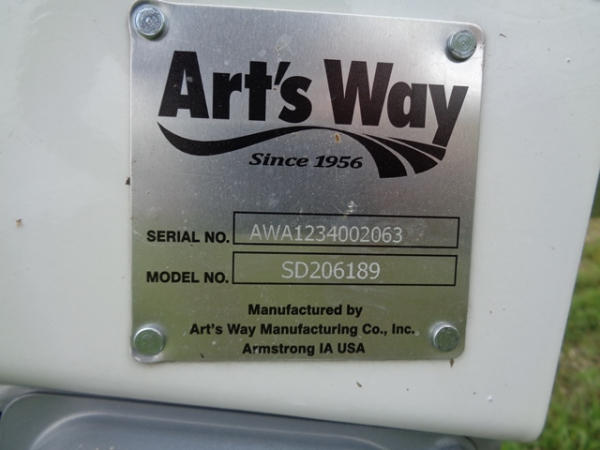 Art's Way
Since 1956
SERIAL NO. AWA1234002063
MODEL NO. SD206189
Manufactured by
Art's Way Manufacturing Co., Inc.
Armstrong IA USA